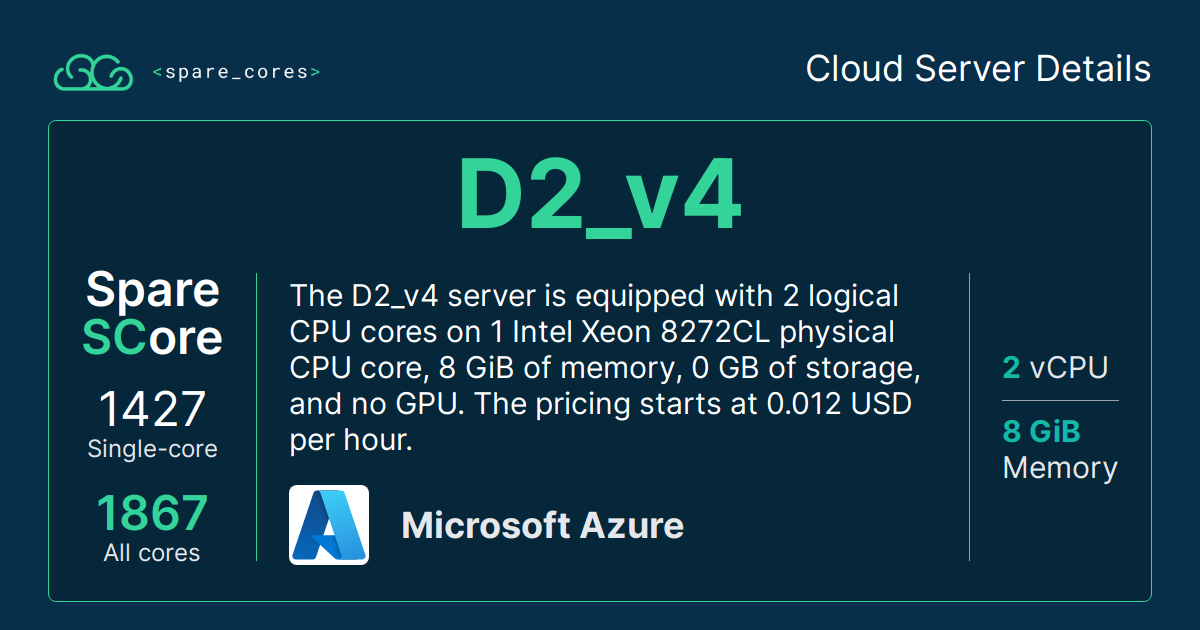 <spare_cores>
Cloud Server Details
D2_v4
Spare
SCore
1427
Single-core
1867
All cores
The D2_v4 server is equipped with 2 logical
CPU cores on 1 Intel Xeon 8272CL physical
CPU core, 8 GiB of memory, 0 GB of storage,
and no GPU. The pricing starts at 0.012 USD
per hour.
Microsoft Azure
2 vCPU
8 GiB
Memory